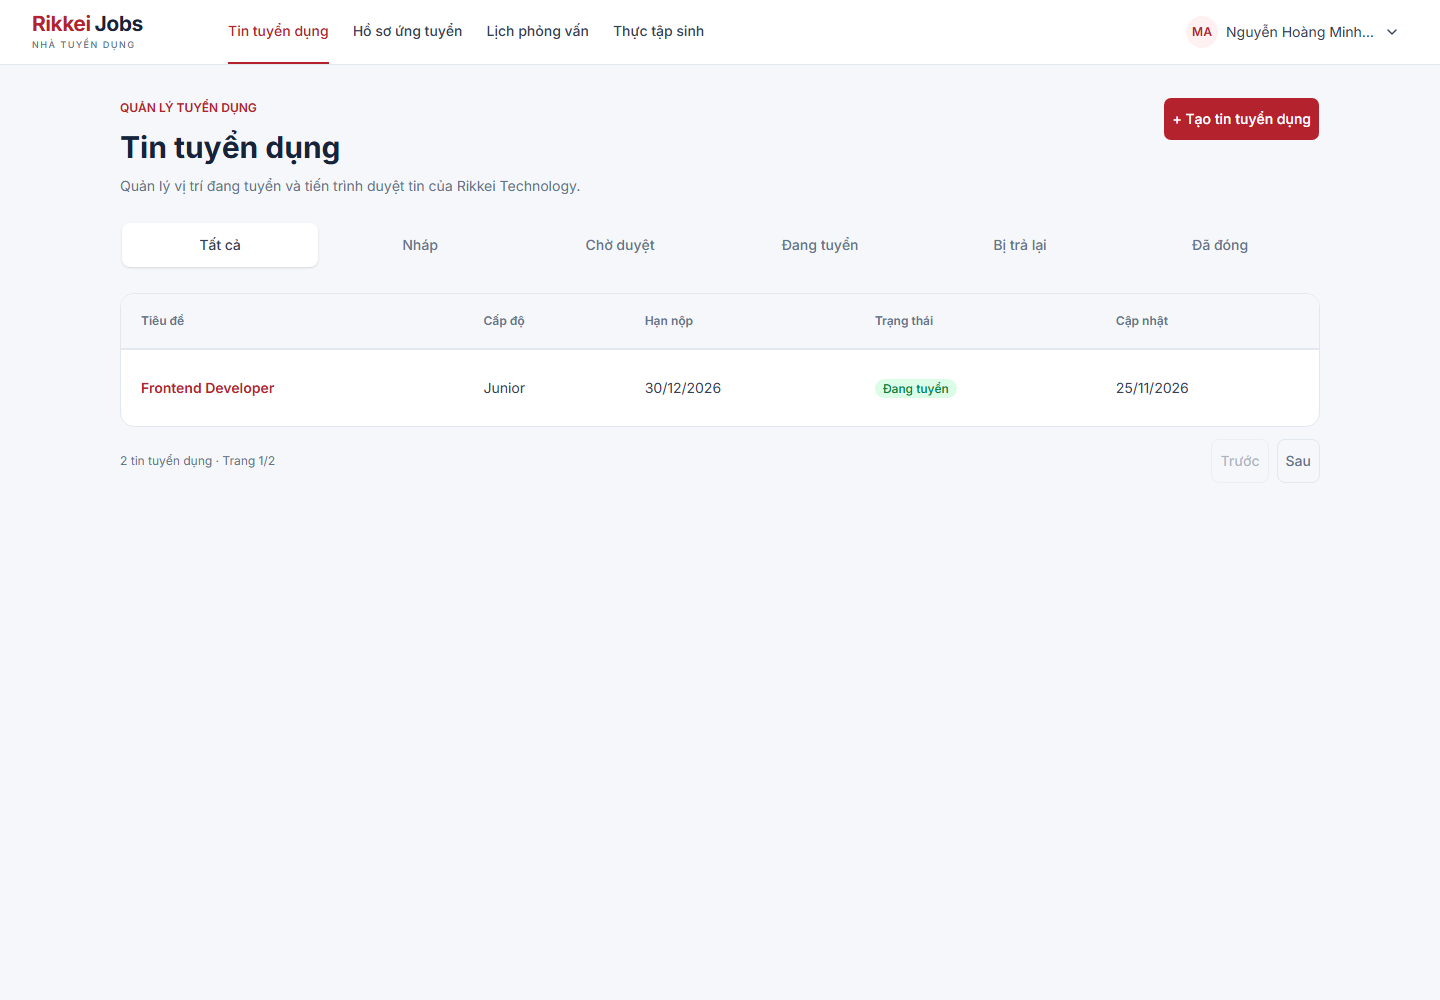 Rikkei Jobs
NHÀ TUYỂN DỤNG
Tin tuyển dụng
Hồ sơ ứng tuyển
Lịch phỏng vấn
Thực tập sinh
MA
Nguyễn Hoàng Minh...
QUẢN LÝ TUYỂN DỤNG
+ Tạo tin tuyển dụng
Tin tuyển dụng
Quản lý vị trí đang tuyển và tiến trình duyệt tin của Rikkei Technology.
Tất cả
Nháp
Chờ duyệt
Đang tuyển
Bị trả lại
Đã đóng
Tiêu đề
Cấp độ
Hạn nộp
Trạng thái
Cập nhật
Frontend Developer
Junior
30/12/2026
Đang tuyển
25/11/2026
2 tin tuyển dụng · Trang 1/2
Trước
Sau